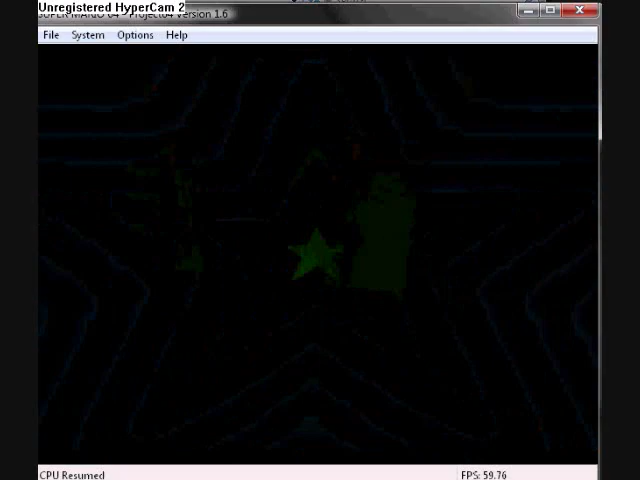 Unregistered HyperCam 2
SUPER MARIO 64 - Project64 Version 1.6
File System Options Help
CPU Resumed FPS: 59.76